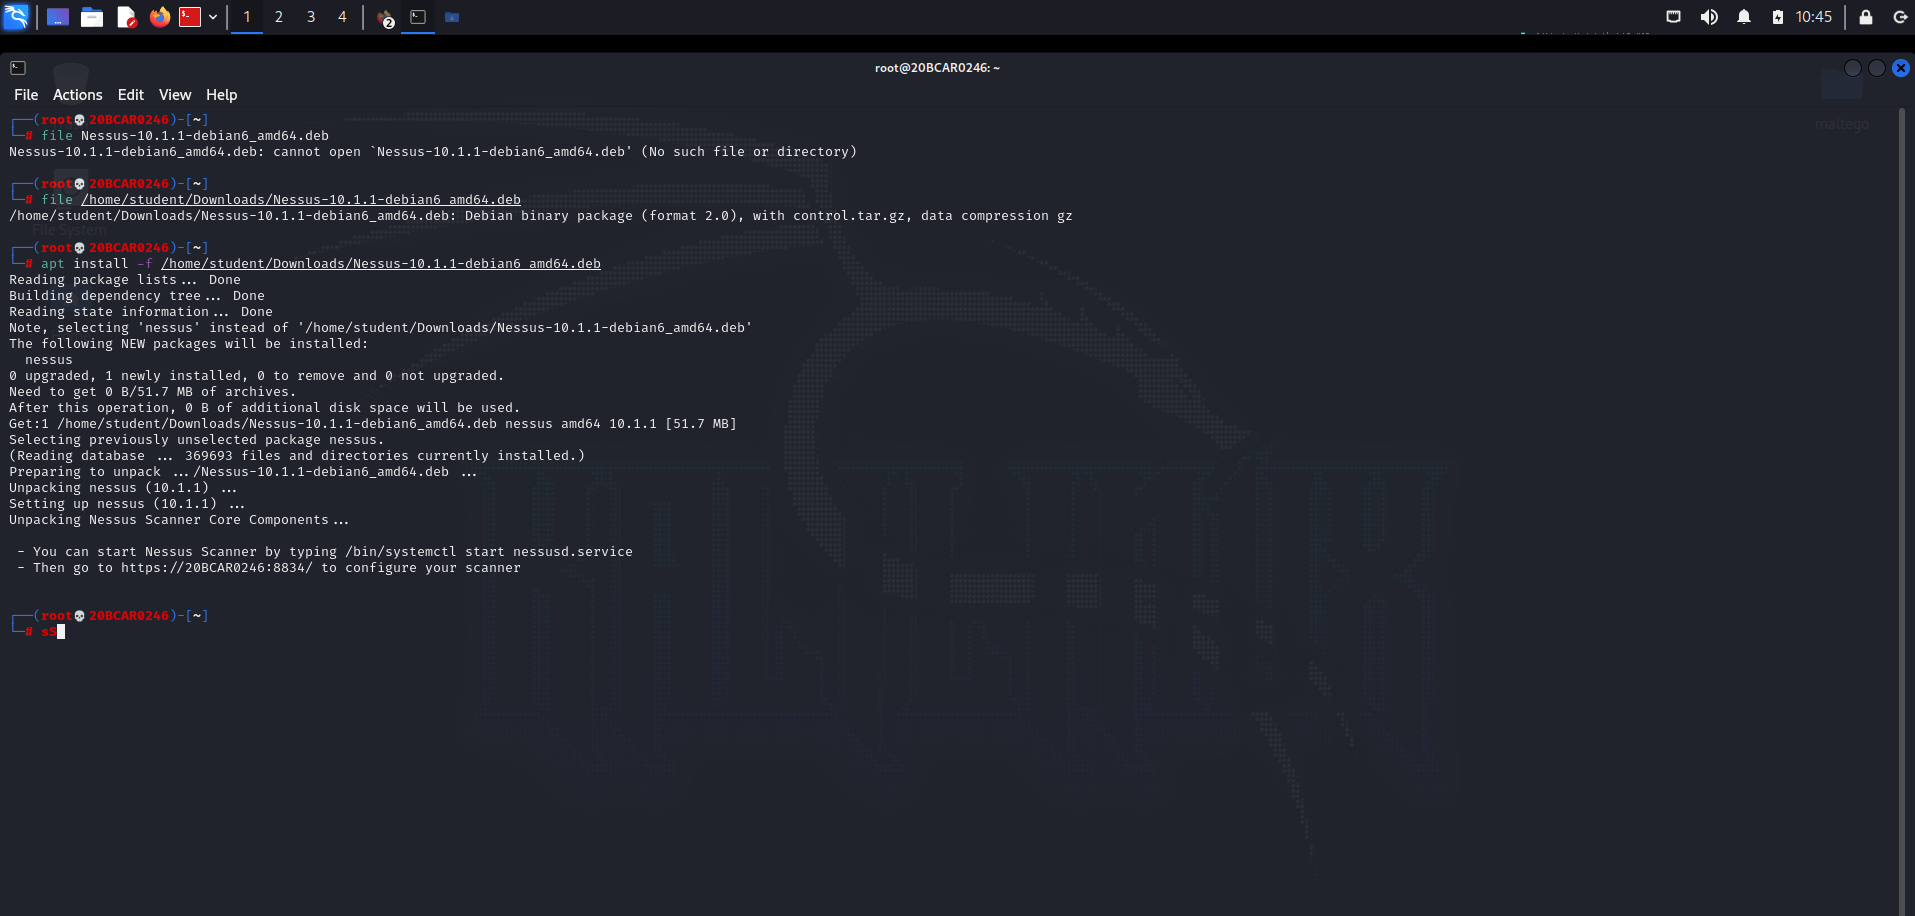 1 2 3 4 2 10:45
root@20BCAR0246: ~
File Actions Edit View Help
┌──(root💀20BCAR0246)-[~]
└─# file Nessus-10.1.1-debian6_amd64.deb
Nessus-10.1.1-debian6_amd64.deb: cannot open `Nessus-10.1.1-debian6_amd64.deb' (No such file or directory)
┌──(root💀20BCAR0246)-[~]
└─# file /home/student/Downloads/Nessus-10.1.1-debian6_amd64.deb
/home/student/Downloads/Nessus-10.1.1-debian6_amd64.deb: Debian binary package (format 2.0), with control.tar.gz, data compression gz
File System
┌──(root💀20BCAR0246)-[~]
└─# apt install -f /home/student/Downloads/Nessus-10.1.1-debian6_amd64.deb
Reading package lists... Done
Building dependency tree... Done
Reading state information... Done
Note, selecting 'nessus' instead of '/home/student/Downloads/Nessus-10.1.1-debian6_amd64.deb'
The following NEW packages will be installed:
nessus
0 upgraded, 1 newly installed, 0 to remove and 0 not upgraded.
Need to get 0 B/51.7 MB of archives.
After this operation, 0 B of additional disk space will be used.
Get:1 /home/student/Downloads/Nessus-10.1.1-debian6_amd64.deb nessus amd64 10.1.1 [51.7 MB]
Selecting previously unselected package nessus.
(Reading database ... 369693 files and directories currently installed.)
Preparing to unpack .../Nessus-10.1.1-debian6_amd64.deb ...
Unpacking nessus (10.1.1) ...
Setting up nessus (10.1.1) ...
Unpacking Nessus Scanner Core Components...
- You can start Nessus Scanner by typing /bin/systemctl start nessusd.service
- Then go to https://20BCAR0246:8834/ to configure your scanner
┌──(root💀20BCAR0246)-[~]
└─# sS
maltego